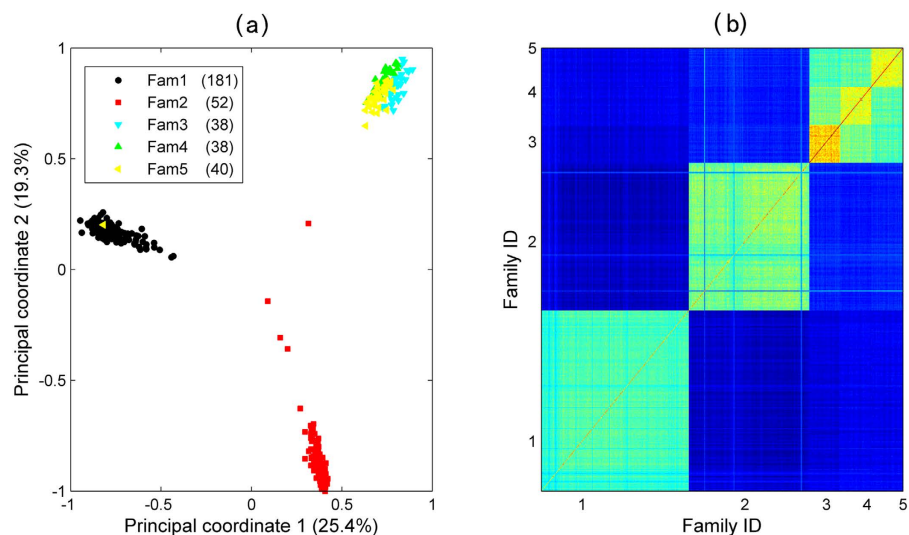 (a)
1
0.5
0
-0.5
-1
-1
-0.5
0
0.5
1
Principal coordinate 2 (19.3%)
Principal coordinate 1 (25.4%)
Fam1 (181)
Fam2 (52)
Fam3 (38)
Fam4 (38)
Fam5 (40)
(b)
5
4
3
2
1
1
2
3
4
5
Family ID
Family ID